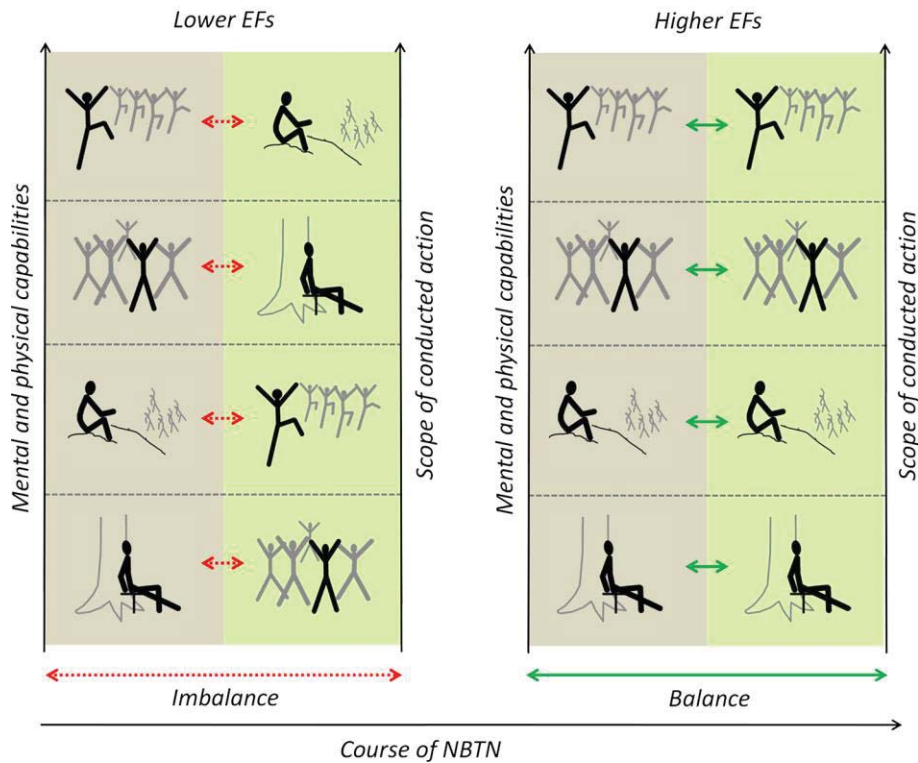 Lower EFs
Higher EFs
Mental and physical capabilities
Scope of conducted action
Mental and physical capabilities
Scope of conducted action
Imbalance
Balance
Course of NBTN